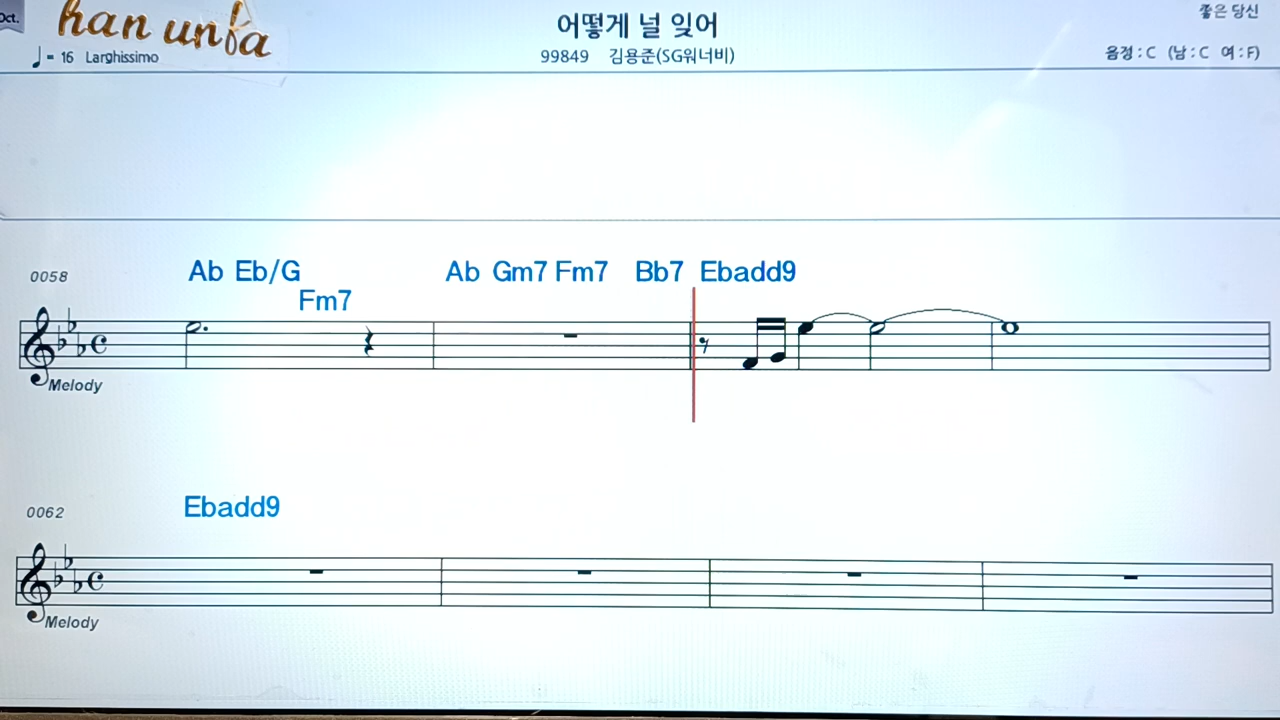 Oct.
han unfa
어떻게 널 잊어
좋은 당신
♩ = 16 Larghissimo
99849 김용준(SG워너비)
음정 : C (남 : C 여 : F)
0058
Ab Eb/G Fm7 Ab Gm7 Fm7 Bb7 Ebadd9
Melody
0062
Ebadd9
Melody